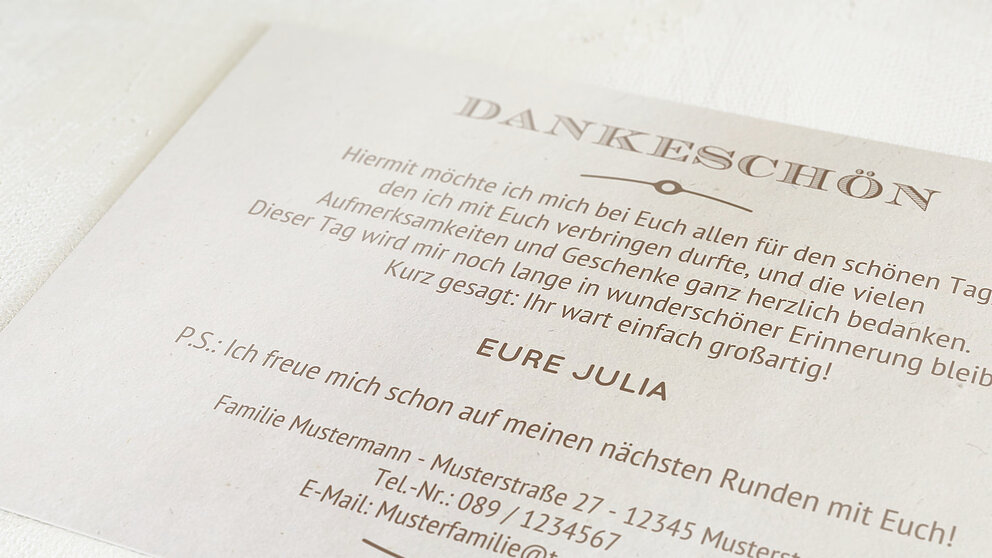 DANKESCHÖN
Hiermit möchte ich mich bei Euch allen für den schönen Tag,
den ich mit Euch verbringen durfte, und die vielen
Aufmerksamkeiten und Geschenke ganz herzlich bedanken.
Dieser Tag wird mir noch lange in wunderschöner Erinnerung bleib
Kurz gesagt: Ihr wart einfach großartig!
EURE JULIA
P.S.: Ich freue mich schon auf meinen nächsten Runden mit Euch!
Familie Mustermann - Musterstraße 27 - 12345 Musterst
Tel.-Nr.: 089 / 1234567
E-Mail: Musterfamilie@